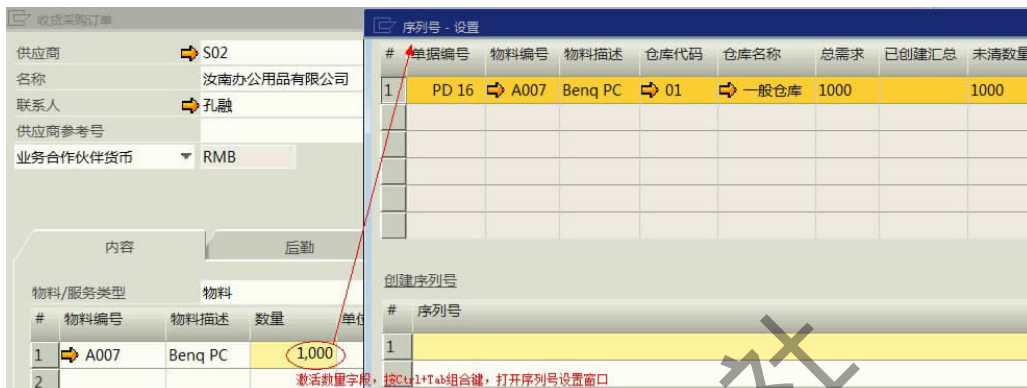 收货采购订单
供应商 S02
名称 汝南办公用品有限公司
联系人 孔融
供应商参考号
业务合作伙伴货币 RMB
内容 后勤
物料/服务类型 物料
# 物料编号 物料描述 数量
1 A007 Benq PC 1,000
2
序列号 - 设置
# 单据编号 物料编号 物料描述 仓库代码 仓库名称 总需求 已创建汇总 未清数量
1 PD 16 A007 Benq PC 01 一般仓库 1000 1000
创建序列号
# 序列号
1
激活数量字段，按Ctrl+Tab组合键，打开序列号设置窗口
社